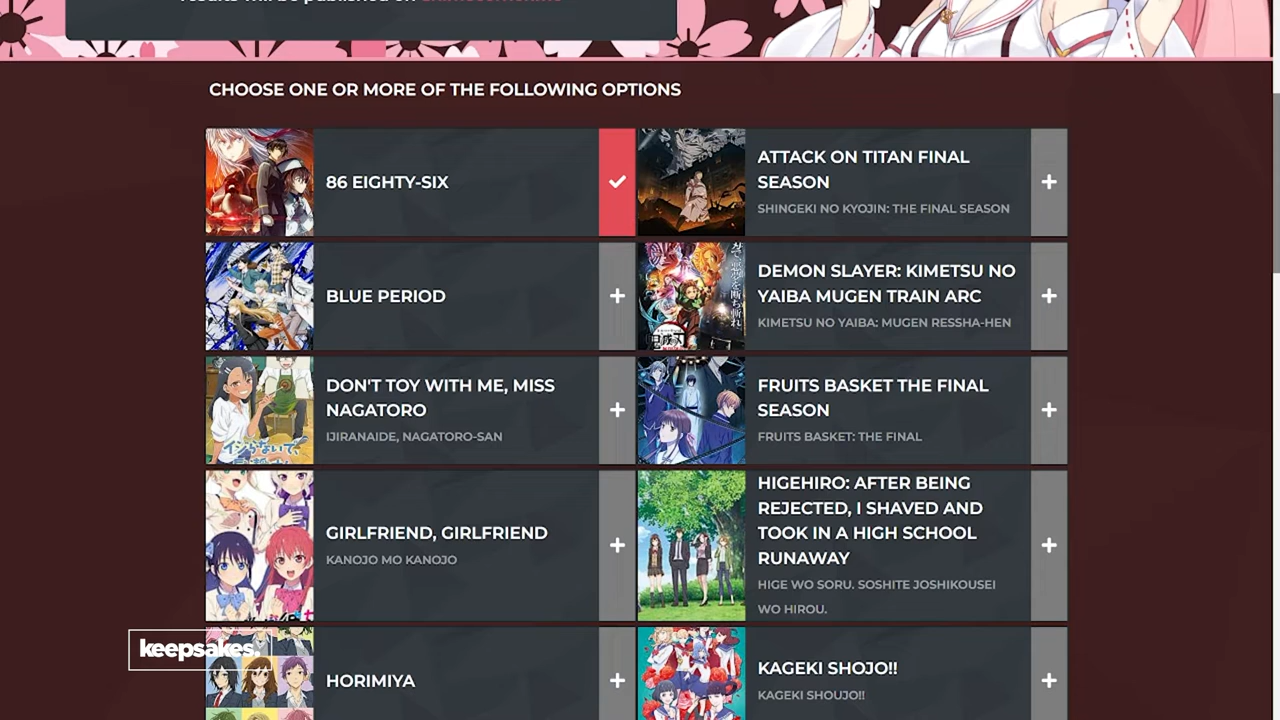 CHOOSE ONE OR MORE OF THE FOLLOWING OPTIONS
86 EIGHTY-SIX
ATTACK ON TITAN FINAL
SEASON
SHINGEKI NO KYOJIN: THE FINAL SEASON
BLUE PERIOD
DEMON SLAYER: KIMETSU NO
YAIBA MUGEN TRAIN ARC
KIMETSU NO YAIBA: MUGEN RESSHA-HEN
DON'T TOY WITH ME, MISS
NAGATORO
IJIRANAIDE, NAGATORO-SAN
FRUITS BASKET THE FINAL
SEASON
FRUITS BASKET: THE FINAL
GIRLFRIEND, GIRLFRIEND
KANOJO MO KANOJO
HIGEHIRO: AFTER BEING
REJECTED, I SHAVED AND
TOOK IN A HIGH SCHOOL
RUNAWAY
HIGE WO SORU. SOSHITE JOSHIKOUSEI
WO HIROU.
keepsakes.
HORIMIYA
KAGEKI SHOJO!!
KAGEKI SHOUJO!!